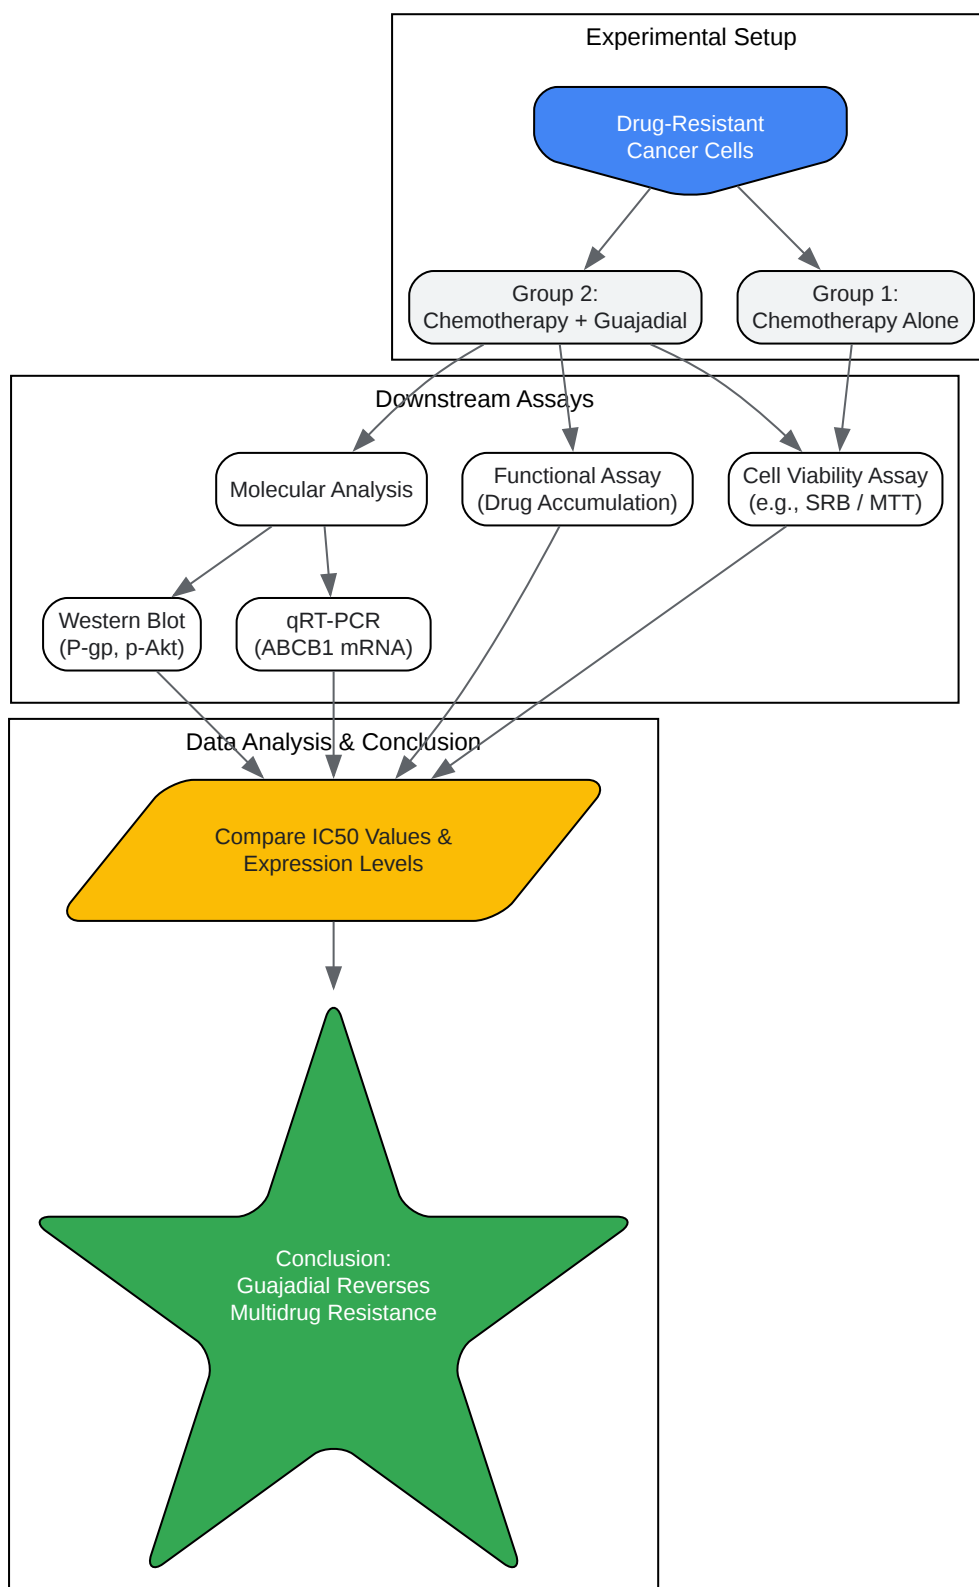 Experimental Setup
Drug-Resistant
Cancer Cells
Group 2:
Chemotherapy + Guajadial
Group 1:
Chemotherapy Alone
Downstream Assays
Molecular Analysis
Functional Assay
(Drug Accumulation)
Cell Viability Assay
(e.g., SRB / MTT)
Western Blot
(P-gp, p-Akt)
qRT-PCR
(ABCB1 mRNA)
Data Analysis & Conclusion
Compare IC50 Values &
Expression Levels
Conclusion:
Guajadial Reverses
Multidrug Resistance